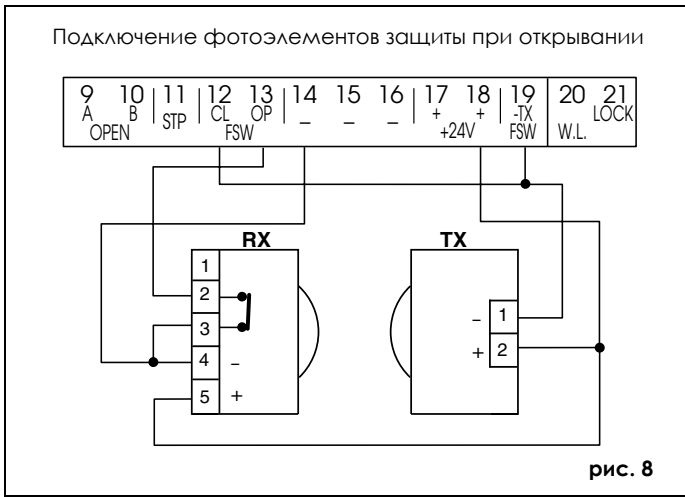 Подключение фотоэлементов защиты при открывании
9 10 11 12 13 14 15 16 17 18 19 20 21
A B STP CL OP – – – + + -TX W.L. LOCK
OPEN FSW +24V FSW
RX TX
1
2
3
4 –
5 +
– 1
+ 2
рис. 8